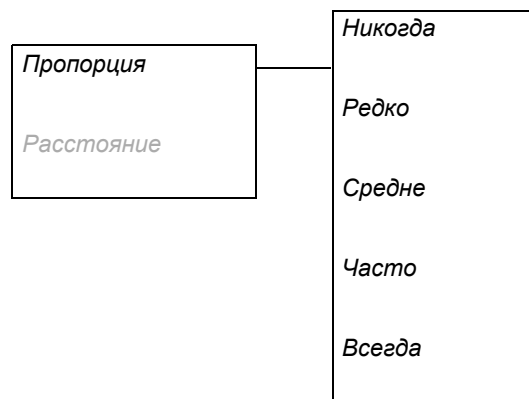 Пропорция
Расстояние
Никогда
Редко
Средне
Часто
Всегда